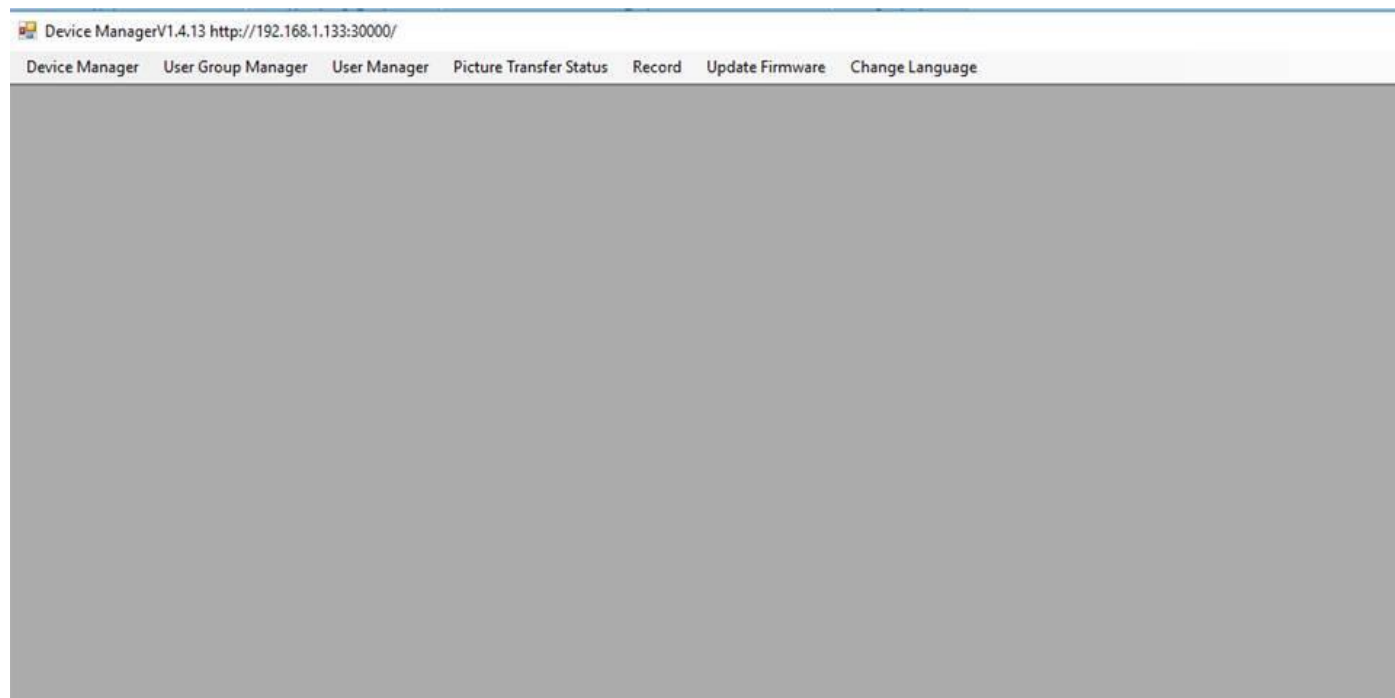 Device ManagerV1.4.13 http://192.168.1.133:30000/
Device Manager User Group Manager User Manager Picture Transfer Status Record Update Firmware Change Language